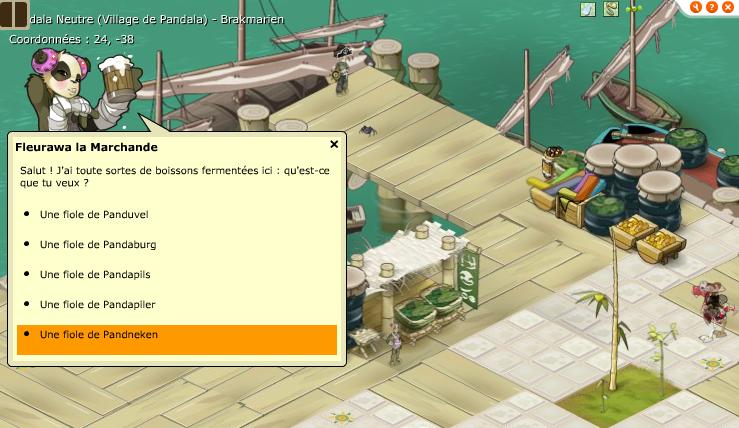 dala Neutre (Village de Pandala) - Brakmarien
Coordonnées : 24, -38
Fleurawa la Marchande
Salut ! J'ai toute sortes de boissons fermentées ici : qu'est-ce
que tu veux ?
Une fiole de Panduvel
Une fiole de Pandaburg
Une fiole de Pandapils
Une fiole de Pandapiler
Une fiole de Pandneken